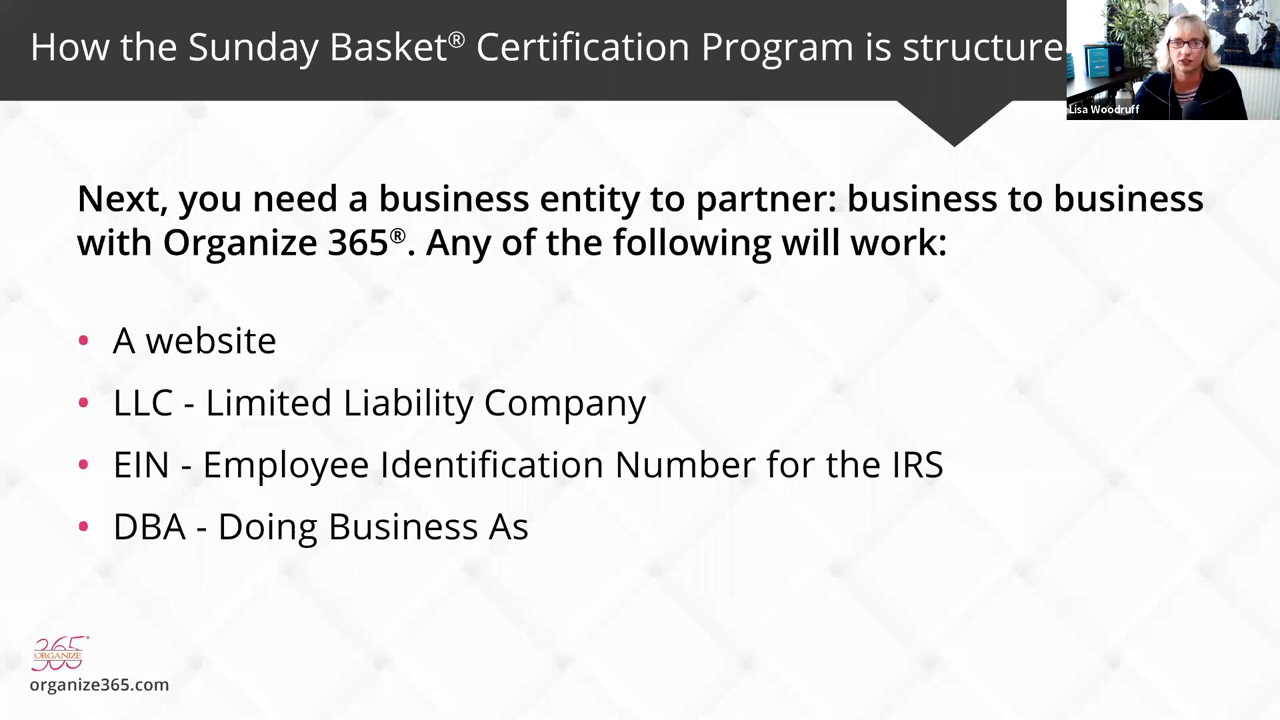 How the Sunday Basket® Certification Program is structure
Lisa Woodruff
Next, you need a business entity to partner: business to business
with Organize 365®. Any of the following will work:
• A website
• LLC - Limited Liability Company
• EIN - Employee Identification Number for the IRS
• DBA - Doing Business As
365®
ORGANIZE
organize365.com